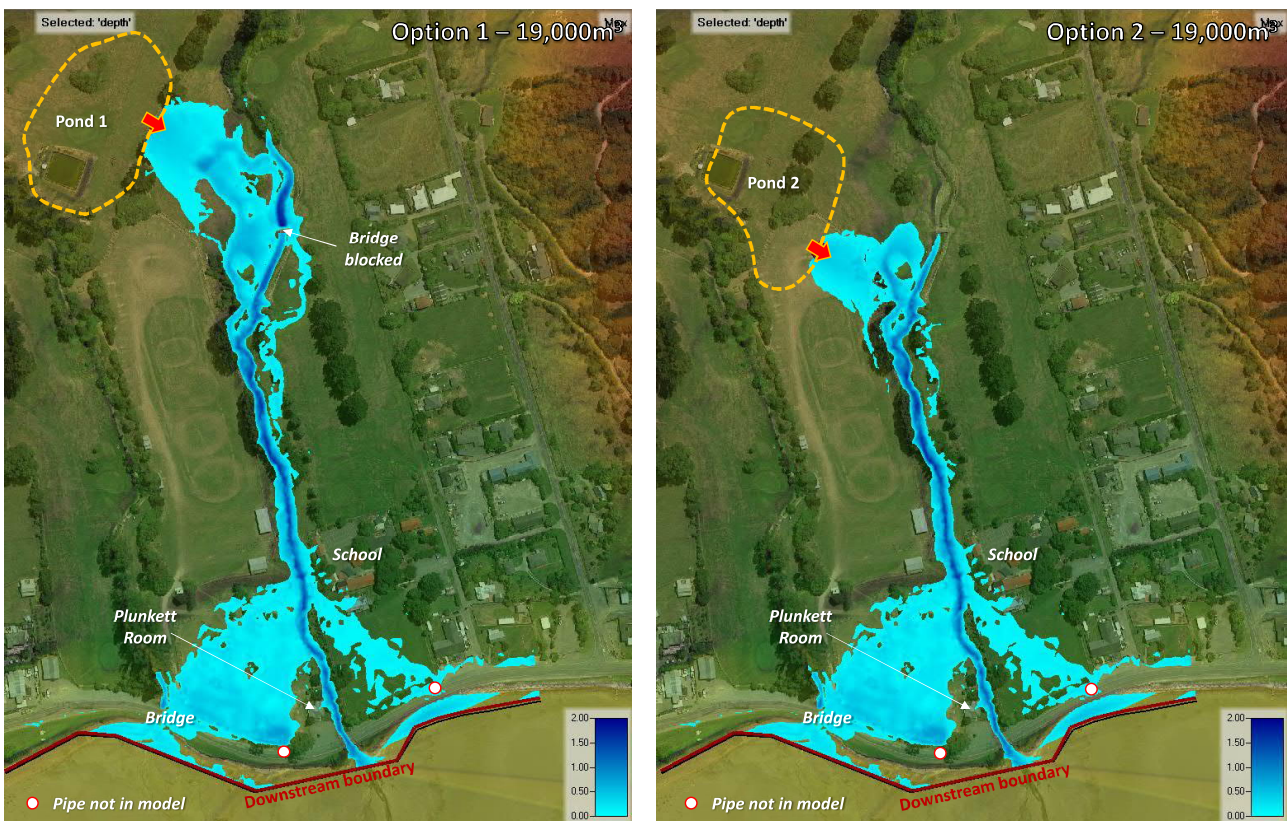 Selected: 'depth'
Max
Option 1 – 19,000m³
Pond 1
Bridge
blocked
School
Plunkett
Room
Bridge
2.00
1.50
1.00
0.50
0.00
Downstream boundary
Pipe not in model
Selected: 'depth'
Max
Option 2 – 19,000m³
Pond 2
School
Plunkett
Room
Bridge
2.00
1.50
1.00
0.50
0.00
Downstream boundary
Pipe not in model